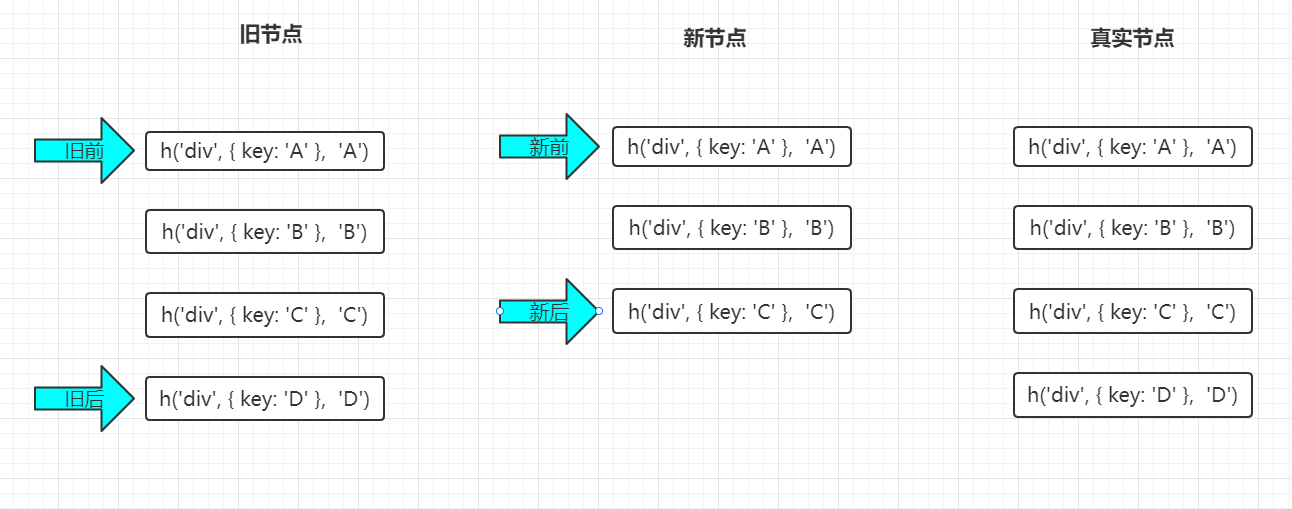 旧节点 新节点 真实节点
旧前 h('div', { key: 'A' }, 'A') 新前 h('div', { key: 'A' }, 'A') h('div', { key: 'A' }, 'A')
h('div', { key: 'B' }, 'B') h('div', { key: 'B' }, 'B') h('div', { key: 'B' }, 'B')
h('div', { key: 'C' }, 'C') 新后 h('div', { key: 'C' }, 'C') h('div', { key: 'C' }, 'C')
旧后 h('div', { key: 'D' }, 'D') h('div', { key: 'D' }, 'D')